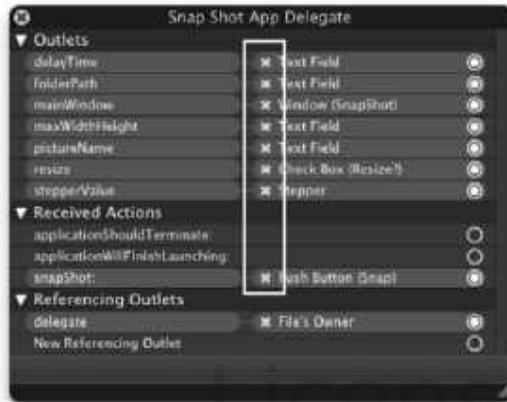 Snap Shot App Delegate
Outlets
delayTime Text Field
folderPath Text Field
mainWindow Window (SnapShot)
maxWidthHeight Text Field
pictureName Text Field
resize Check Box (Resize?)
stepperValue Stepper
Received Actions
applicationShouldTerminate:
applicationWillFinishLaunching:
snapShot: Push Button (Snap)
Referencing Outlets
delegate File's Owner
New Referencing Outlet